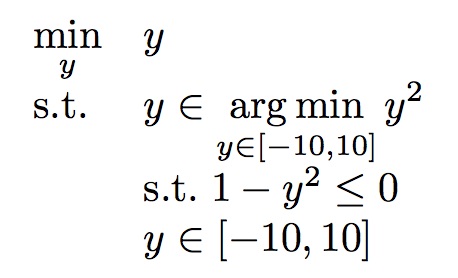 min y
y
s.t. y ∈ arg min y²
y∈[−10,10]
s.t. 1 − y² ≤ 0
y ∈ [−10, 10]